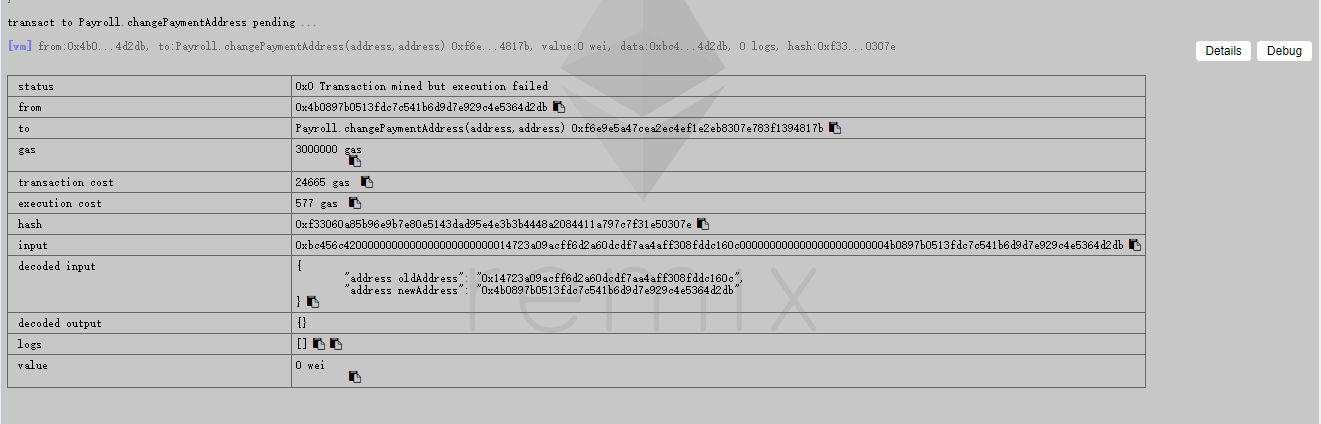 transact to Payroll.changePaymentAddress pending ...
[vm] from:0x4b0...4d2db, to:Payroll.changePaymentAddress(address,address) 0xf6e...4817b, value:0 wei, data:0xbc4...4d2db, 0 logs, hash:0xf33...0307e
Details Debug
status 0x0 Transaction mined but execution failed
from 0x4b0897b0513fdc7c541b6d9d7e929c4e5364d2db
to Payroll.changePaymentAddress(address,address) 0xf6e9e5a47cea2ec4ef1e2eb8307e783f1394817b
gas 3000000 gas
transaction cost 24665 gas
execution cost 577 gas
hash 0xf33060a85b96e9b7e80e5143dad95e4e3b3b4448a2084411a797c7f31e50307e
input 0xbc456c4200000000000000000000000014723a09acff6d2a60dcdf7aa4aff308fddc160c0000000000000000000000004b0897b0513fdc7c541b6d9d7e929c4e5364d2db
decoded input {
"address oldAddress": "0x14723a09acff6d2a60dcdf7aa4aff308fddc160c",
"address newAddress": "0x4b0897b0513fdc7c541b6d9d7e929c4e5364d2db"
}
remix
decoded output {}
logs []
value 0 wei